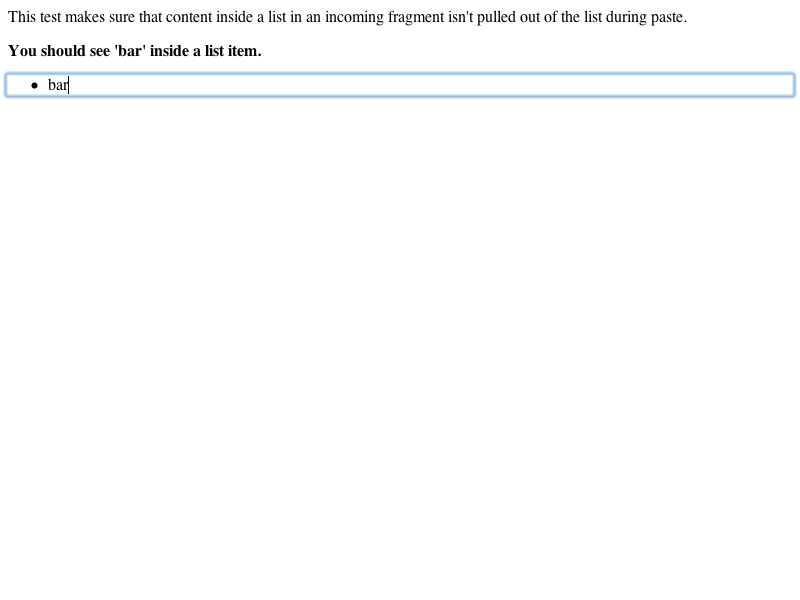 This test makes sure that content inside a list in an incoming fragment isn't pulled out of the list during paste.
You should see 'bar' inside a list item.
• bar